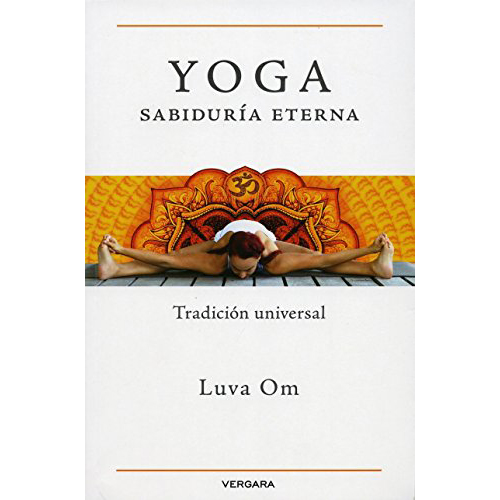 YOGA
SABIDURÍA ETERNA
ॐ
Tradición universal
Luva Om
VERGARA